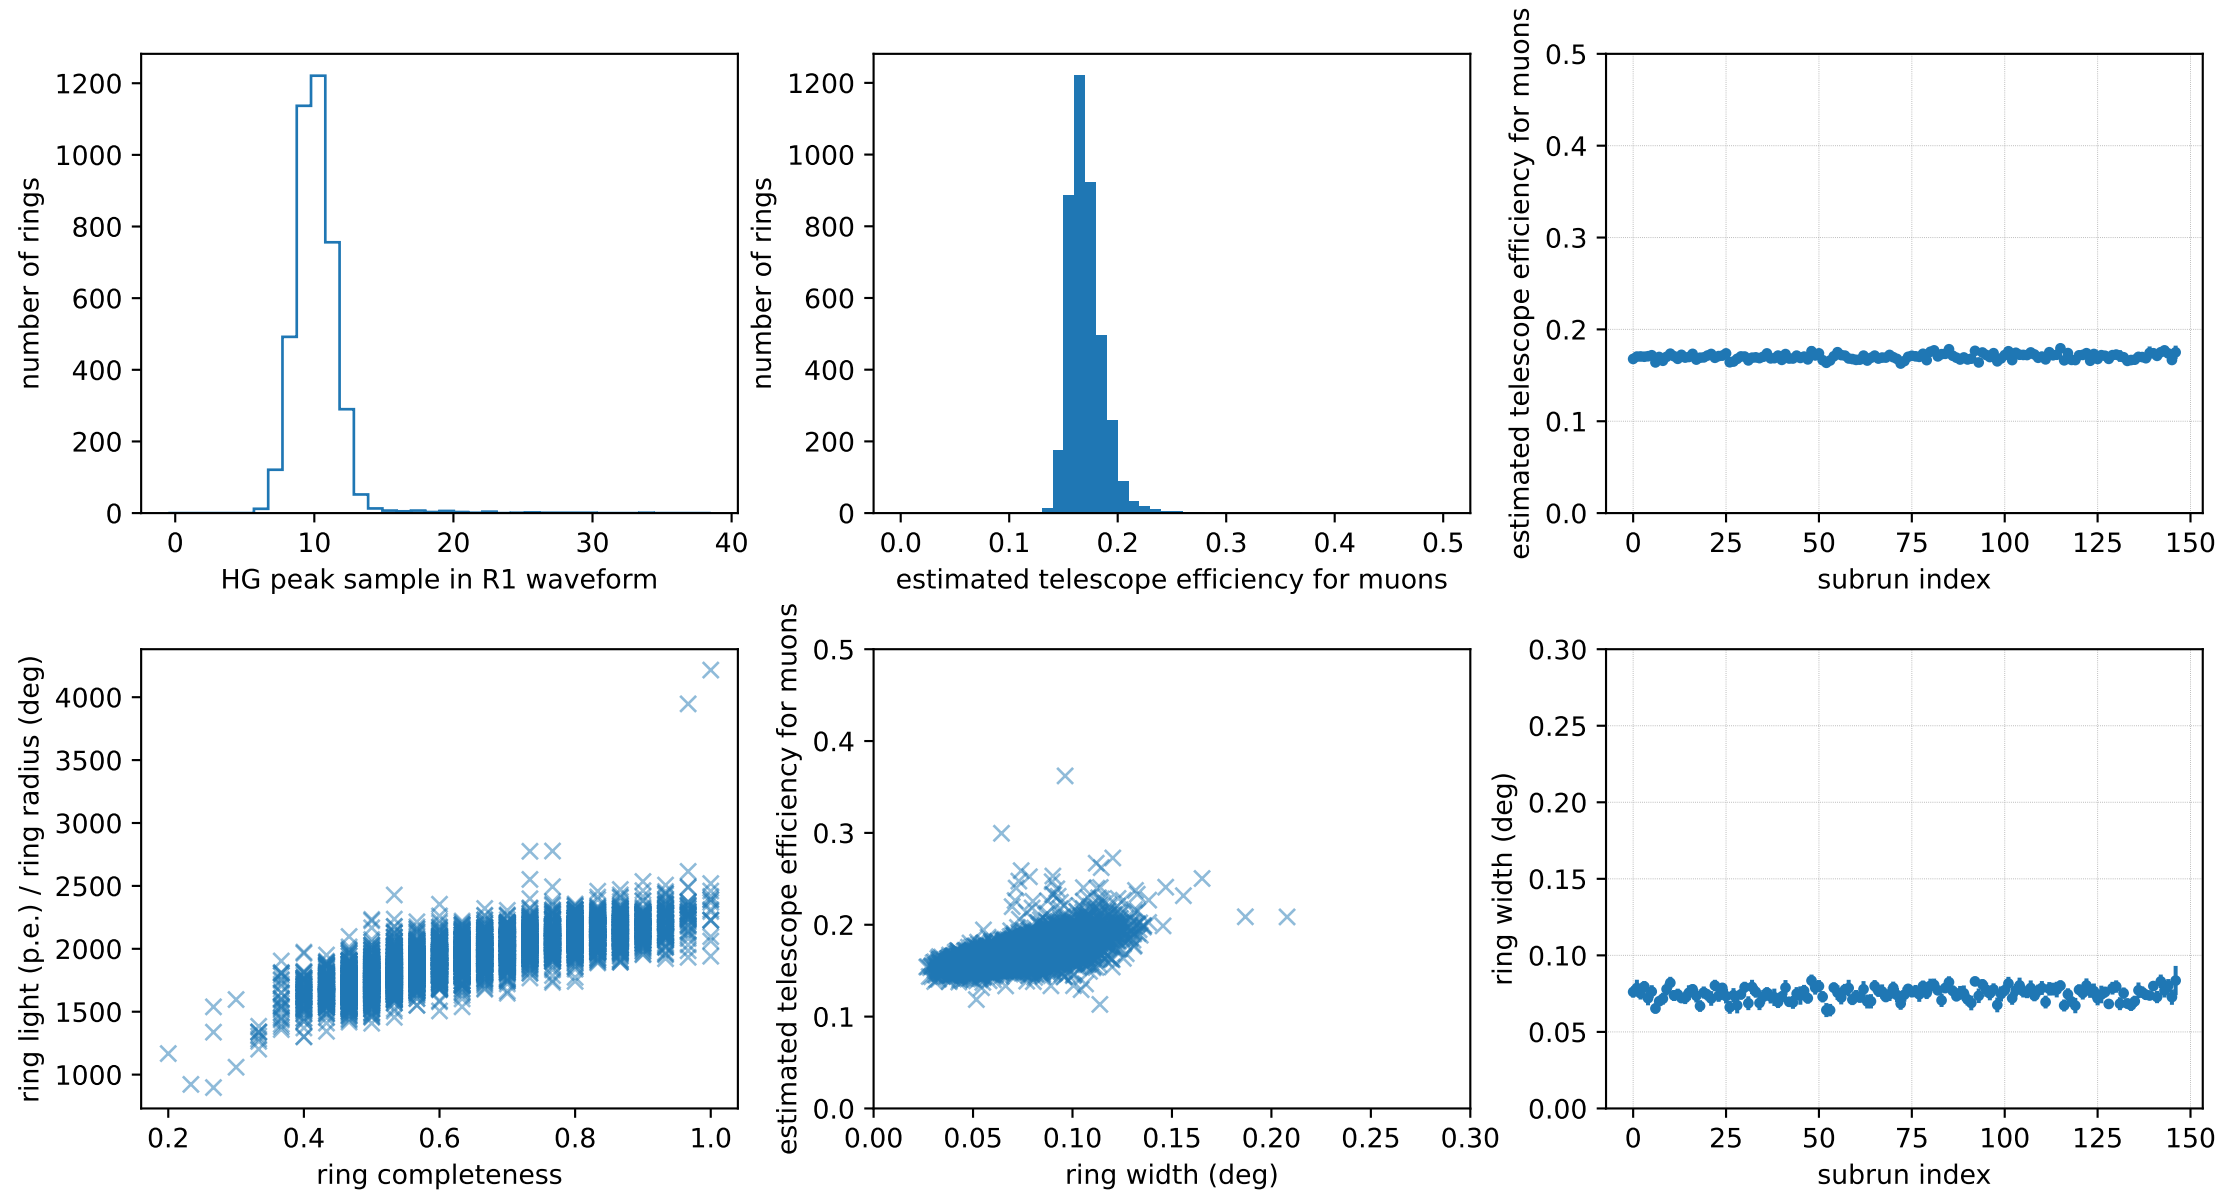 1200
1000
800
600
400
200
0
number of rings
0 10 20 30 40
HG peak sample in R1 waveform
1200
1000
800
600
400
200
0
number of rings
0.0 0.1 0.2 0.3 0.4 0.5
estimated telescope efficiency for muons
0.5
0.4
0.3
0.2
0.1
0.0
estimated telescope efficiency for muons
0 25 50 75 100 125 150
subrun index
4000
3500
3000
2500
2000
1500
1000
ring light (p.e.) / ring radius (deg)
0.2 0.4 0.6 0.8 1.0
ring completeness
0.5
0.4
0.3
0.2
0.1
0.0
estimated telescope efficiency for muons
0.00 0.05 0.10 0.15 0.20 0.25 0.30
ring width (deg)
0.30
0.25
0.20
0.15
0.10
0.05
0.00
ring width (deg)
0 25 50 75 100 125 150
subrun index